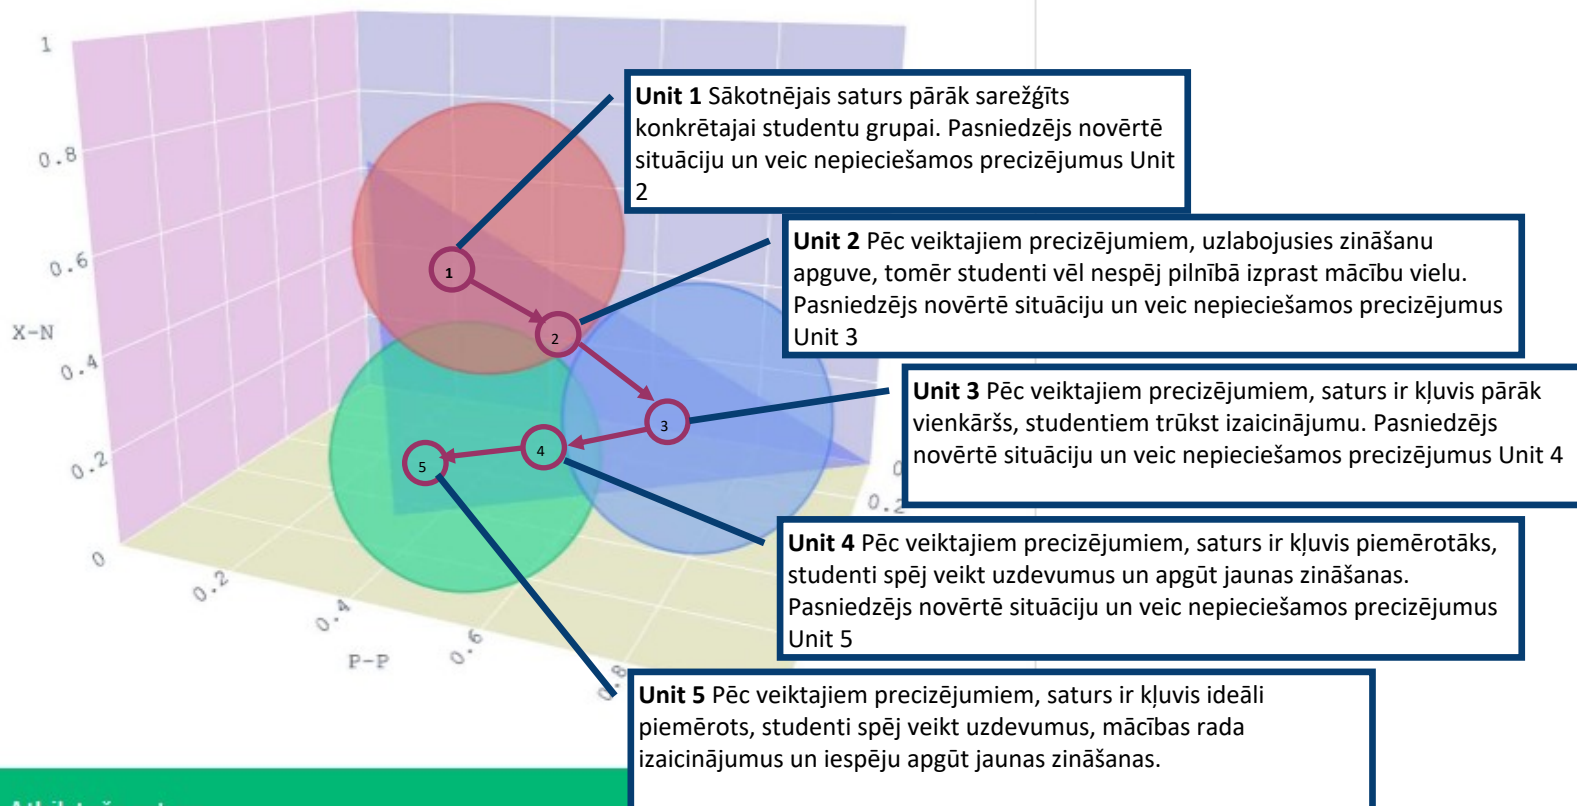 1
0.8
0.6
X-N
0.4
0.2
0
0.2
0.4
P-P
0.6
0.8
0.2
1
2
3
4
5
Unit 1 Sākotnējais saturs pārāk sarežģīts
konkrētajai studentu grupai. Pasniedzējs novērtē
situāciju un veic nepieciešamos precizējumus Unit
2
Unit 2 Pēc veiktajiem precizējumiem, uzlabojusies zināšanu
apguve, tomēr studenti vēl nespēj pilnībā izprast mācību vielu.
Pasniedzējs novērtē situāciju un veic nepieciešamos precizējumus
Unit 3
Unit 3 Pēc veiktajiem precizējumiem, saturs ir kļuvis pārāk
vienkāršs, studentiem trūkst izaicinājumu. Pasniedzējs
novērtē situāciju un veic nepieciešamos precizējumus Unit 4
Unit 4 Pēc veiktajiem precizējumiem, saturs ir kļuvis piemērotāks,
studenti spēj veikt uzdevumus un apgūt jaunas zināšanas.
Pasniedzējs novērtē situāciju un veic nepieciešamos precizējumus
Unit 5
Unit 5 Pēc veiktajiem precizējumiem, saturs ir kļuvis ideāli
piemērots, studenti spēj veikt uzdevumus, mācības rada
izaicinājumus un iespēju apgūt jaunas zināšanas.